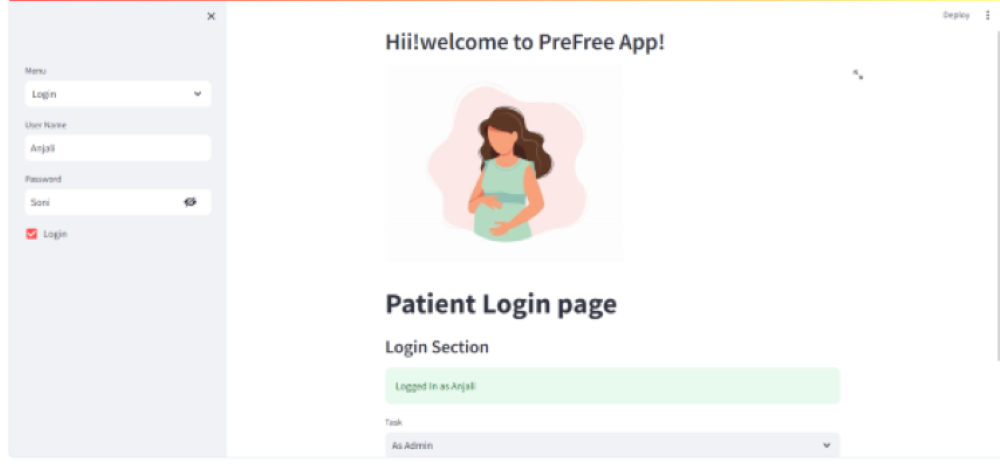 Deploy
Hii!welcome to PreFree App!
Menu
Login
User Name
Anjali
Password
Soni
Login
Patient Login page
Login Section
Logged In as Anjali
Task
As Admin